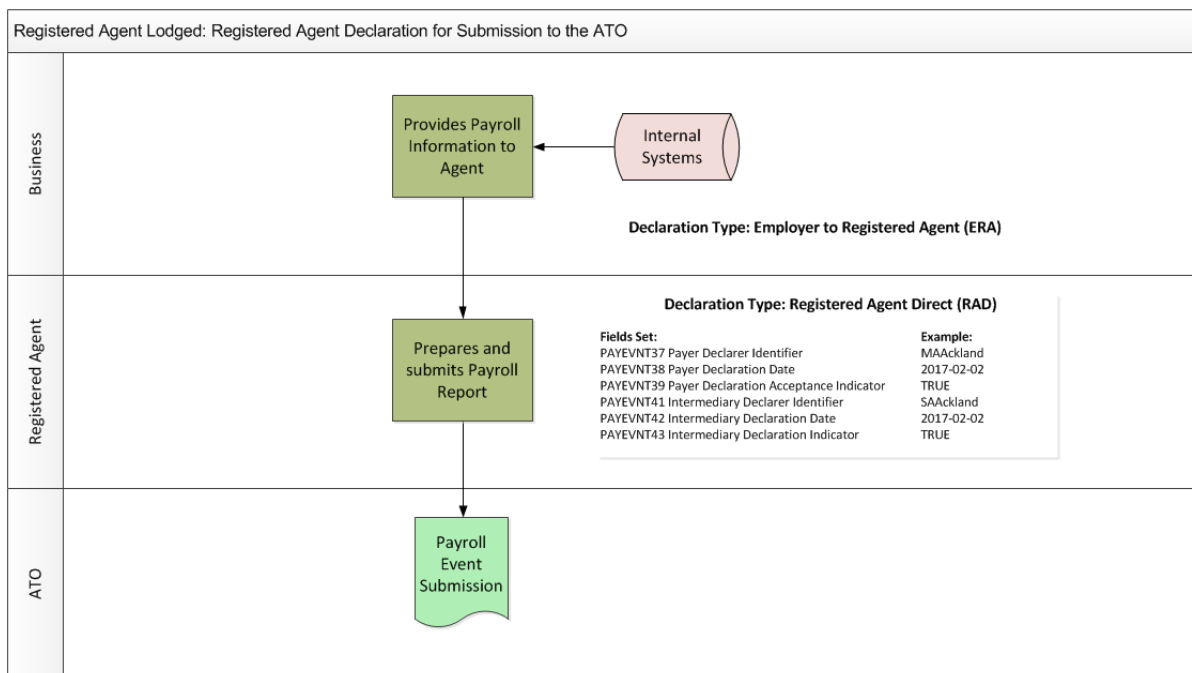 Registered Agent Lodged: Registered Agent Declaration for Submission to the ATO
Business
Provides Payroll
Information to
Agent
Internal
Systems
Declaration Type: Employer to Registered Agent (ERA)
Registered Agent
Prepares and
submits Payroll
Report
Declaration Type: Registered Agent Direct (RAD)
Fields Set: Example:
PAYEVNT37 Payer Declarer Identifier MAAckland
PAYEVNT38 Payer Declaration Date 2017-02-02
PAYEVNT39 Payer Declaration Acceptance Indicator TRUE
PAYEVNT41 Intermediary Declarer Identifier SAAckland
PAYEVNT42 Intermediary Declaration Date 2017-02-02
PAYEVNT43 Intermediary Declaration Indicator TRUE
ATO
Payroll
Event
Submission